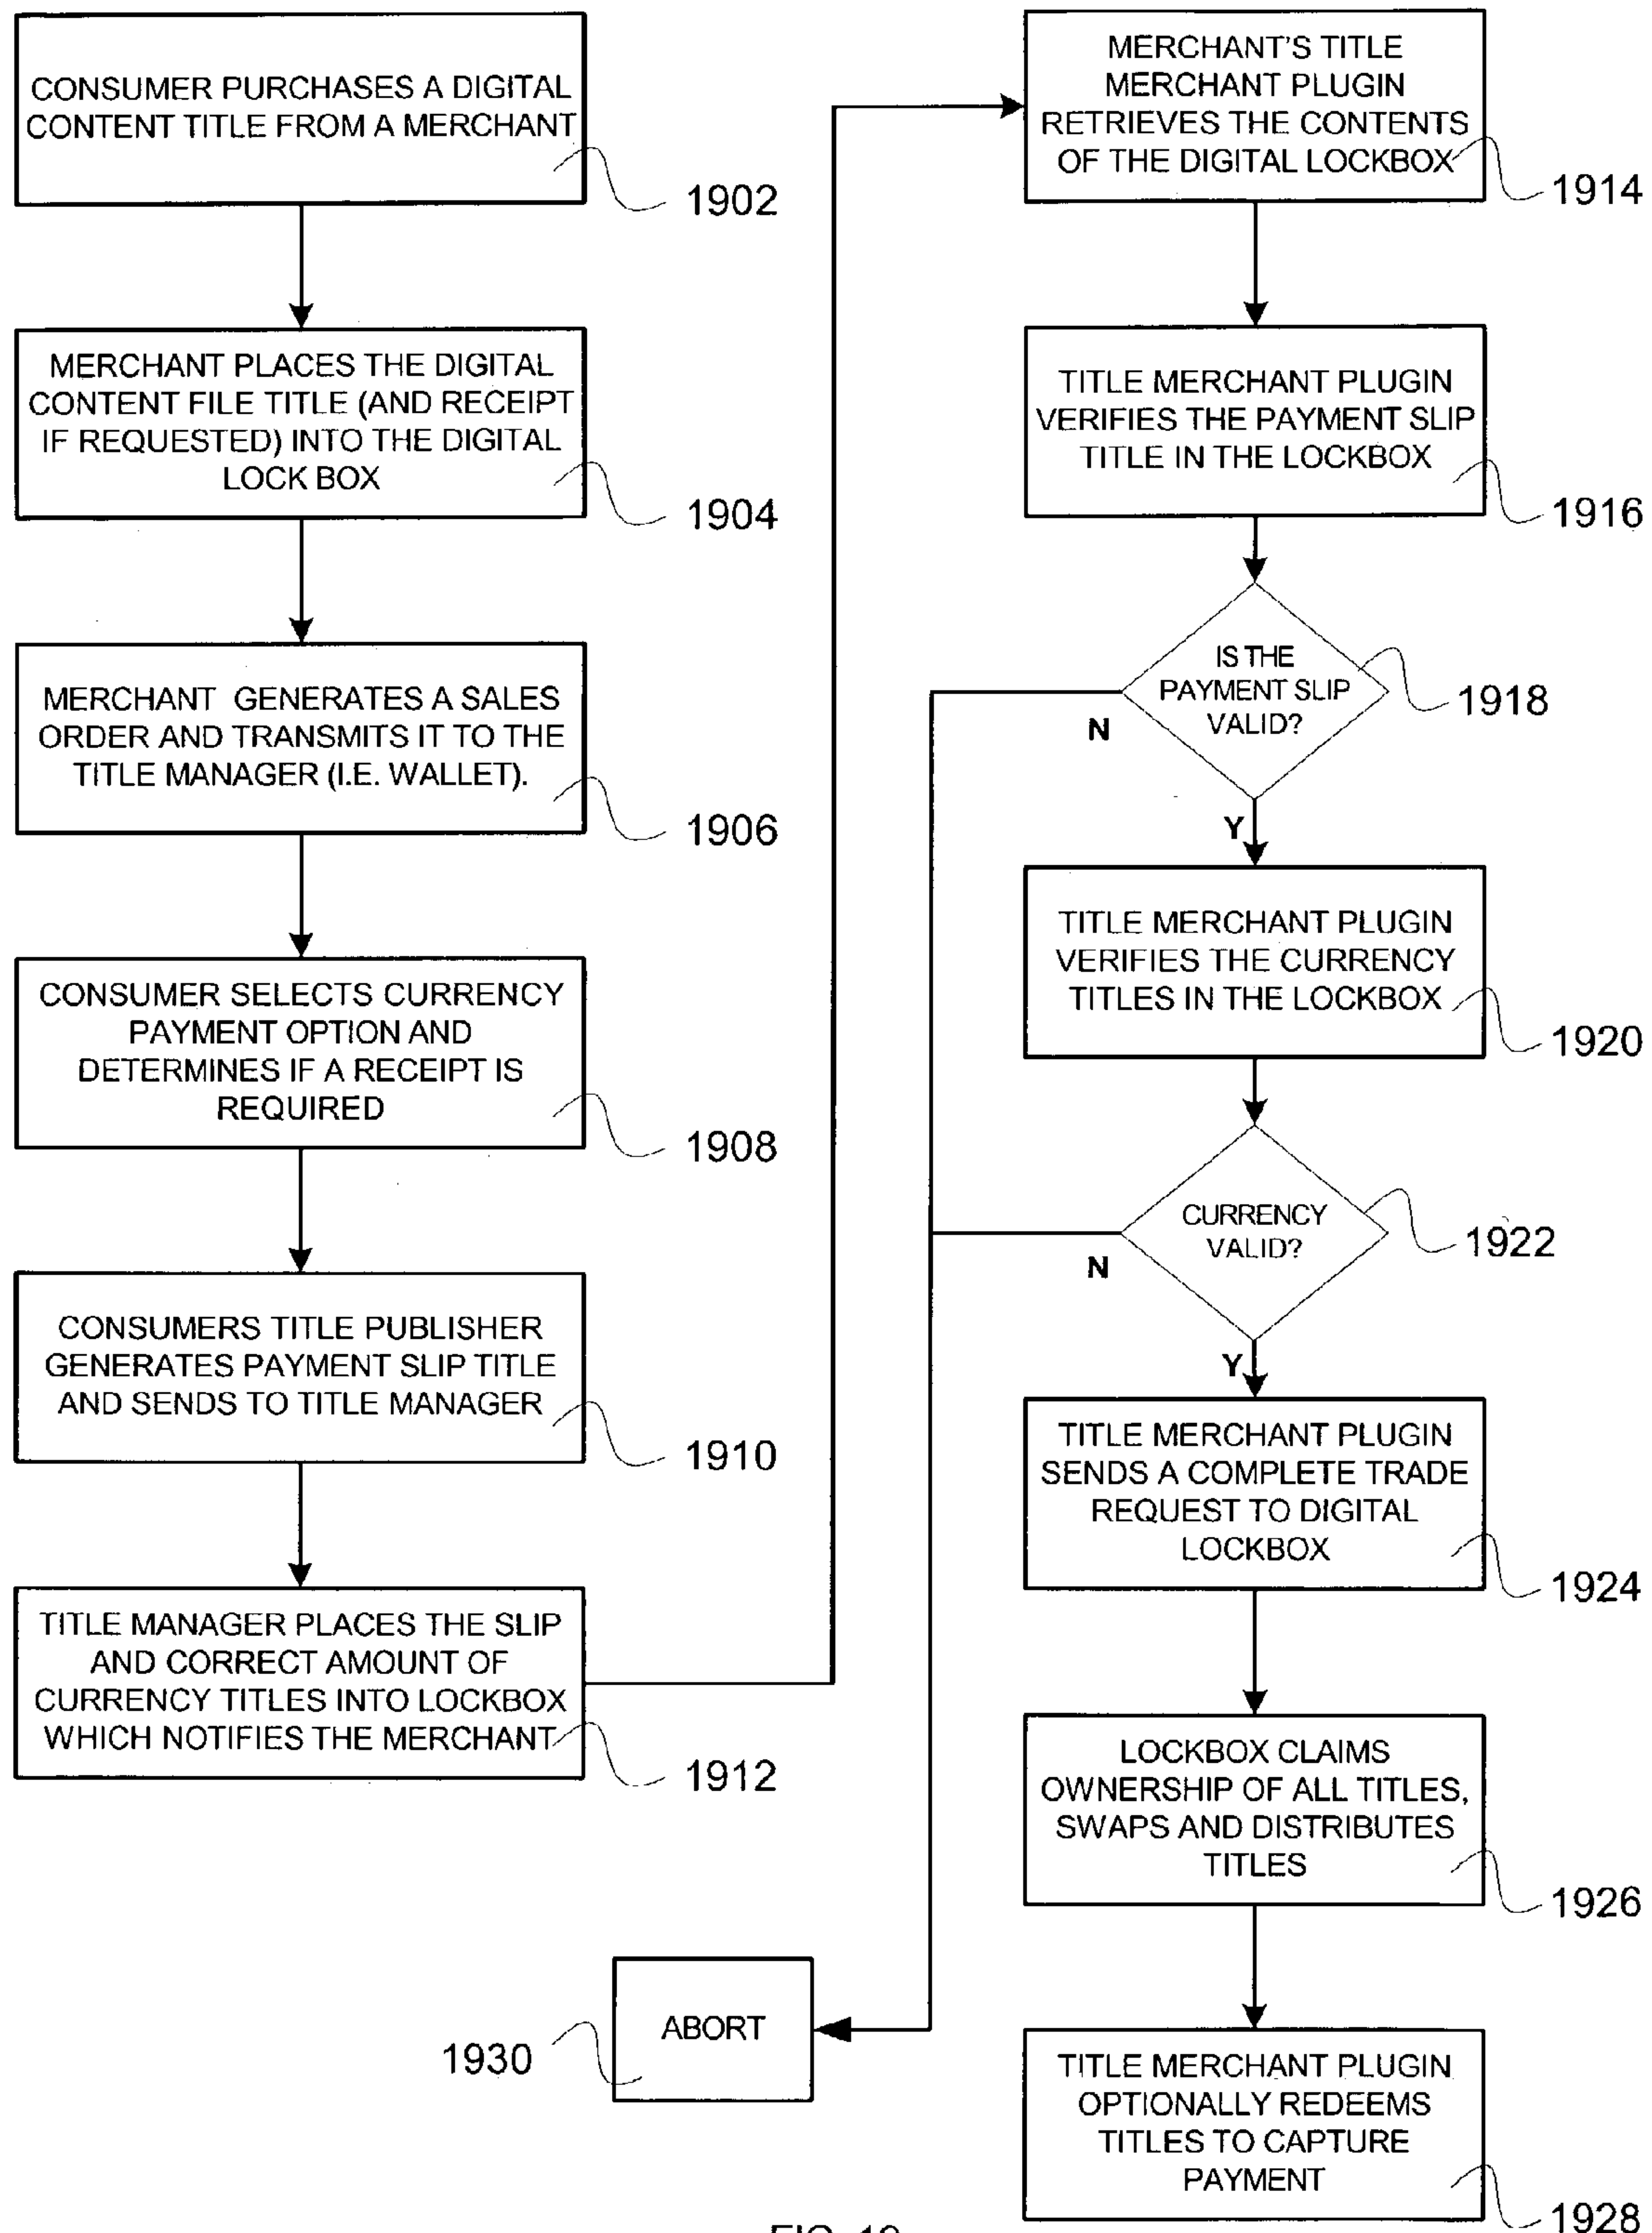 CONSUMER PURCHASES A DIGITAL
CONTENT TITLE FROM A MERCHANT
1902
MERCHANT PLACES THE DIGITAL
CONTENT FILE TITLE (AND RECEIPT
IF REQUESTED) INTO THE DIGITAL
LOCK BOX
1904
MERCHANT GENERATES A SALES
ORDER AND TRANSMITS IT TO THE
TITLE MANAGER (I.E. WALLET).
1906
CONSUMER SELECTS CURRENCY
PAYMENT OPTION AND
DETERMINES IF A RECEIPT IS
REQUIRED
1908
CONSUMERS TITLE PUBLISHER
GENERATES PAYMENT SLIP TITLE
AND SENDS TO TITLE MANAGER
1910
TITLE MANAGER PLACES THE SLIP
AND CORRECT AMOUNT OF
CURRENCY TITLES INTO LOCKBOX
WHICH NOTIFIES THE MERCHANT
1912
MERCHANT'S TITLE
MERCHANT PLUGIN
RETRIEVES THE CONTENTS
OF THE DIGITAL LOCKBOX
1914
TITLE MERCHANT PLUGIN
VERIFIES THE PAYMENT SLIP
TITLE IN THE LOCKBOX
1916
IS THE
PAYMENT SLIP
VALID?
1918
N
Y
TITLE MERCHANT PLUGIN
VERIFIES THE CURRENCY
TITLES IN THE LOCKBOX
1920
CURRENCY
VALID?
1922
N
Y
TITLE MERCHANT PLUGIN
SENDS A COMPLETE TRADE
REQUEST TO DIGITAL
LOCKBOX
1924
LOCKBOX CLAIMS
OWNERSHIP OF ALL TITLES,
SWAPS AND DISTRIBUTES
TITLES
1926
ABORT
1930
TITLE MERCHANT PLUGIN
OPTIONALLY REDEEMS
TITLES TO CAPTURE
PAYMENT
1928
FIG. 19